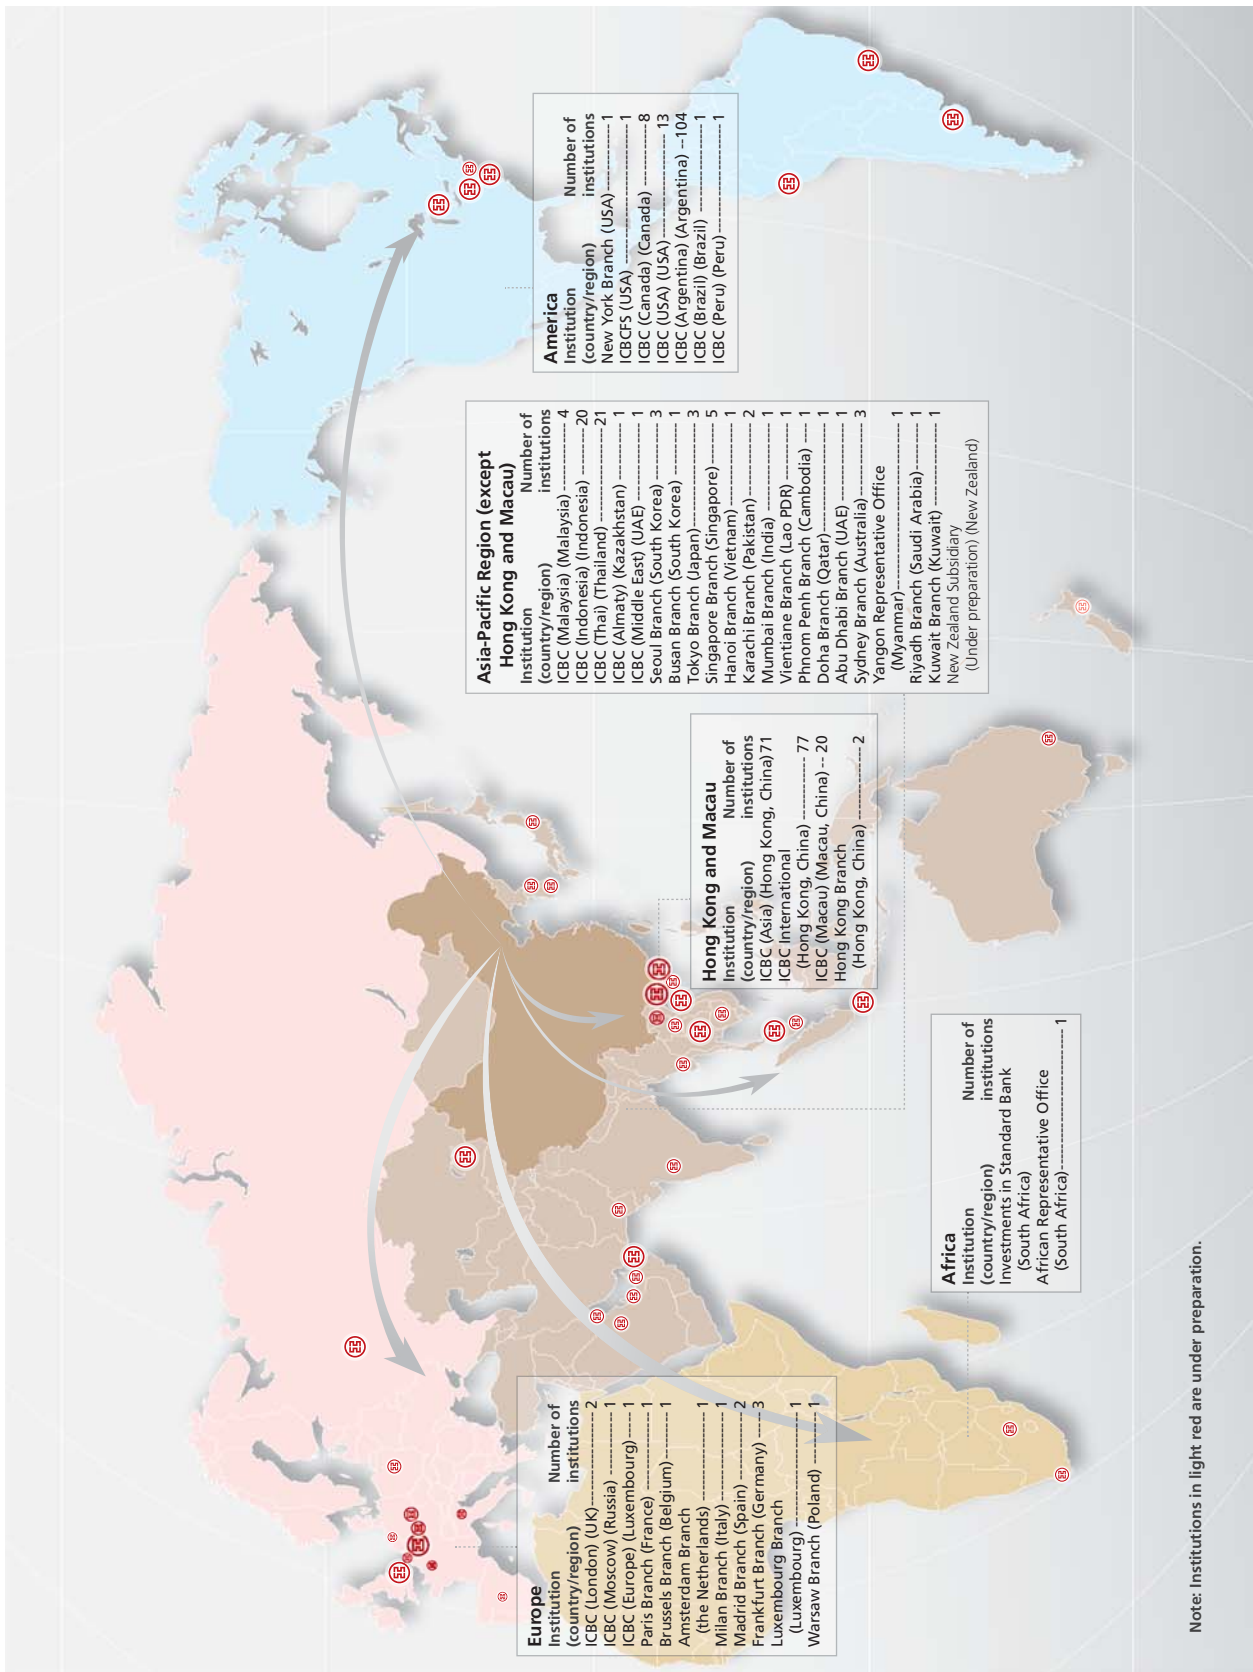 Europe
Institution Number of
(country/region) institutions
ICBC (London) (UK)---------------- 2
ICBC (Moscow) (Russia) ----------- 1
ICBC (Europe) (Luxembourg)----1
Paris Branch (France) --------------1
Brussels Branch (Belgium)---------1
Amsterdam Branch
(the Netherlands) ----------------1
Milan Branch (Italy)-----------------1
Madrid Branch (Spain) ------------2
Frankfurt Branch (Germany) -----3
Luxembourg Branch
(Luxembourg) --------------------1
Warsaw Branch (Poland) ----------1
Africa
Institution Number of
(country/region) institutions
Investments in Standard Bank
(South Africa)
African Representative Office
(South Africa)--------------------------- 1
Hong Kong and Macau
Institution Number of
(country/region) institutions
ICBC (Asia) (Hong Kong, China)71
ICBC International
(Hong Kong, China) ------------ 77
ICBC (Macau) (Macau, China) -- 20
Hong Kong Branch
(Hong Kong, China) -------------- 2
Asia-Pacific Region (except
Hong Kong and Macau)
Institution Number of
(country/region) institutions
ICBC (Malaysia) (Malaysia) ------------ 4
ICBC (Indonesia) (Indonesia) -------- 20
ICBC (Thai) (Thailand) -----------------21
ICBC (Almaty) (Kazakhstan) ---------- 1
ICBC (Middle East) (UAE)-------------- 1
Seoul Branch (South Korea) ---------- 3
Busan Branch (South Korea) --------- 1
Tokyo Branch (Japan)------------------ 3
Singapore Branch (Singapore)------- 5
Hanoi Branch (Vietnam) -------------- 1
Karachi Branch (Pakistan)------------- 2
Mumbai Branch (India) ---------------- 1
Vientiane Branch (Lao PDR) ---------- 1
Phnom Penh Branch (Cambodia) ---- 1
Doha Branch (Qatar)------------------- 1
Abu Dhabi Branch (UAE)-------------- 1
Sydney Branch (Australia)------------- 3
Yangon Representative Office
(Myanmar)------------------------------ 1
Riyadh Branch (Saudi Arabia)-------- 1
Kuwait Branch (Kuwait) --------------- 1
New Zealand Subsidiary
(Under preparation) (New Zealand)
America
Institution Number of
(country/region) institutions
New York Branch (USA)------------- 1
ICBCFS (USA) -------------------------1
ICBC (Canada) (Canada) ----------- 8
ICBC (USA) (USA)-------------------- 13
ICBC (Argentina) (Argentina) --104
ICBC (Brazil) (Brazil) ---------------- 1
ICBC (Peru) (Peru)--------------------1
Note: Institutions in light red are under preparation.